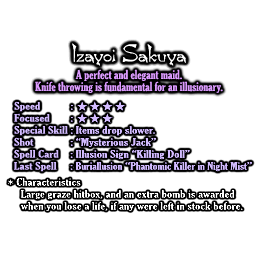 Izayoi Sakuya
A perfect and elegant maid.
Knife throwing is fundamental for an illusionary.
Speed : ★★★★
Focused : ★★★
Special Skill : Items drop slower.
Shot : "Mysterious Jack"
Spell Card : Illusion Sign "Killing Doll"
Last Spell : Buriallusion "Phantomic Killer in Night Mist"
* Characteristics
Large graze hitbox, and an extra bomb is awarded
when you lose a life, if any were left in stock before.